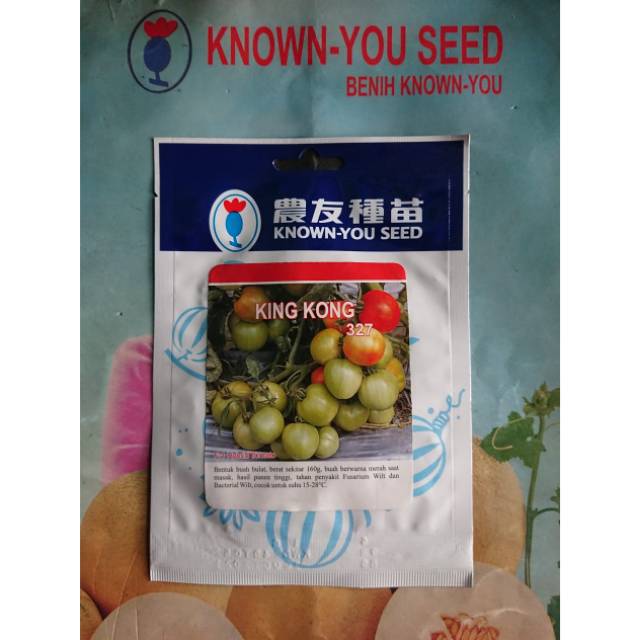 KNOWN-YOU SEED
BENIH KNOWN-YOU
農友種苗
KNOWN-YOU SEED
KING KONG
327
Bentuk buah bulat, berat sekitar 160g, buah berwarna merah saat
masak, hasil panen tinggi, tahan penyakit Fusarium Wilt dan
Bacterial Wilt, cocok untuk suhu 15-28°C.